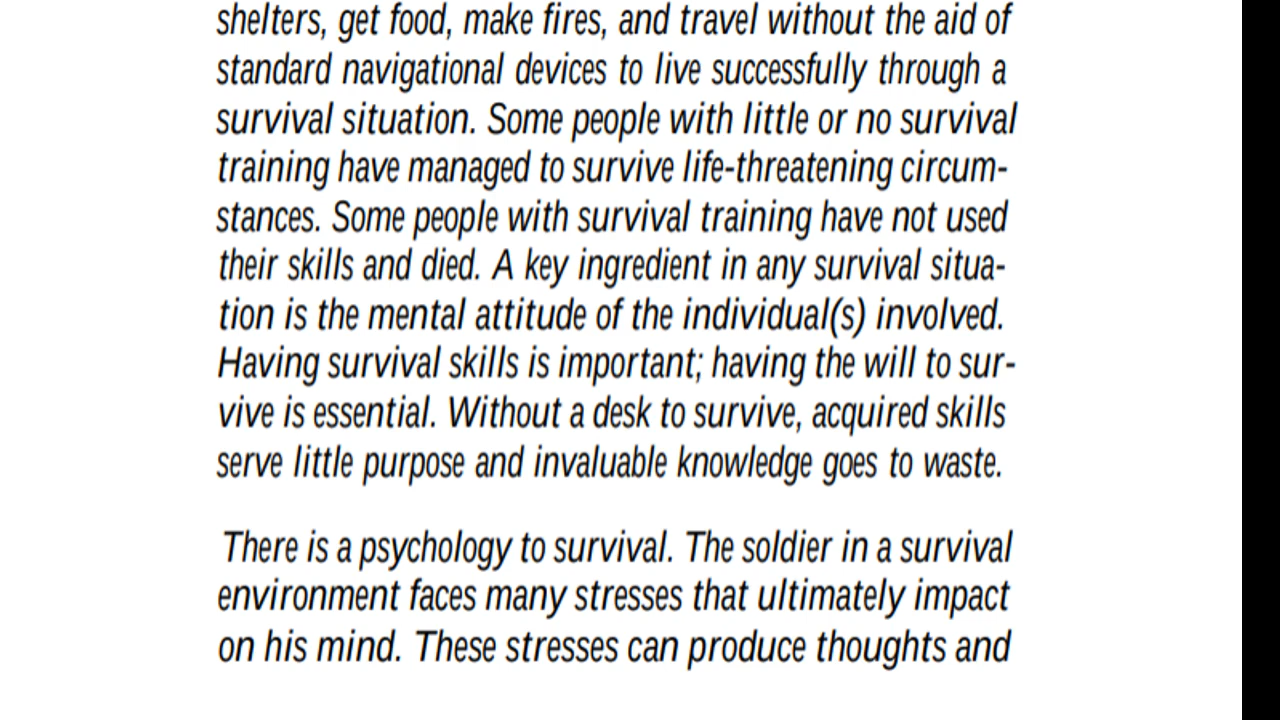 shelters, get food, make fires, and travel without the aid of
standard navigational devices to live successfully through a
survival situation. Some people with little or no survival
training have managed to survive life-threatening circum-
stances. Some people with survival training have not used
their skills and died. A key ingredient in any survival situa-
tion is the mental attitude of the individual(s) involved.
Having survival skills is important; having the will to sur-
vive is essential. Without a desk to survive, acquired skills
serve little purpose and invaluable knowledge goes to waste.
There is a psychology to survival. The soldier in a survival
environment faces many stresses that ultimately impact
on his mind. These stresses can produce thoughts and